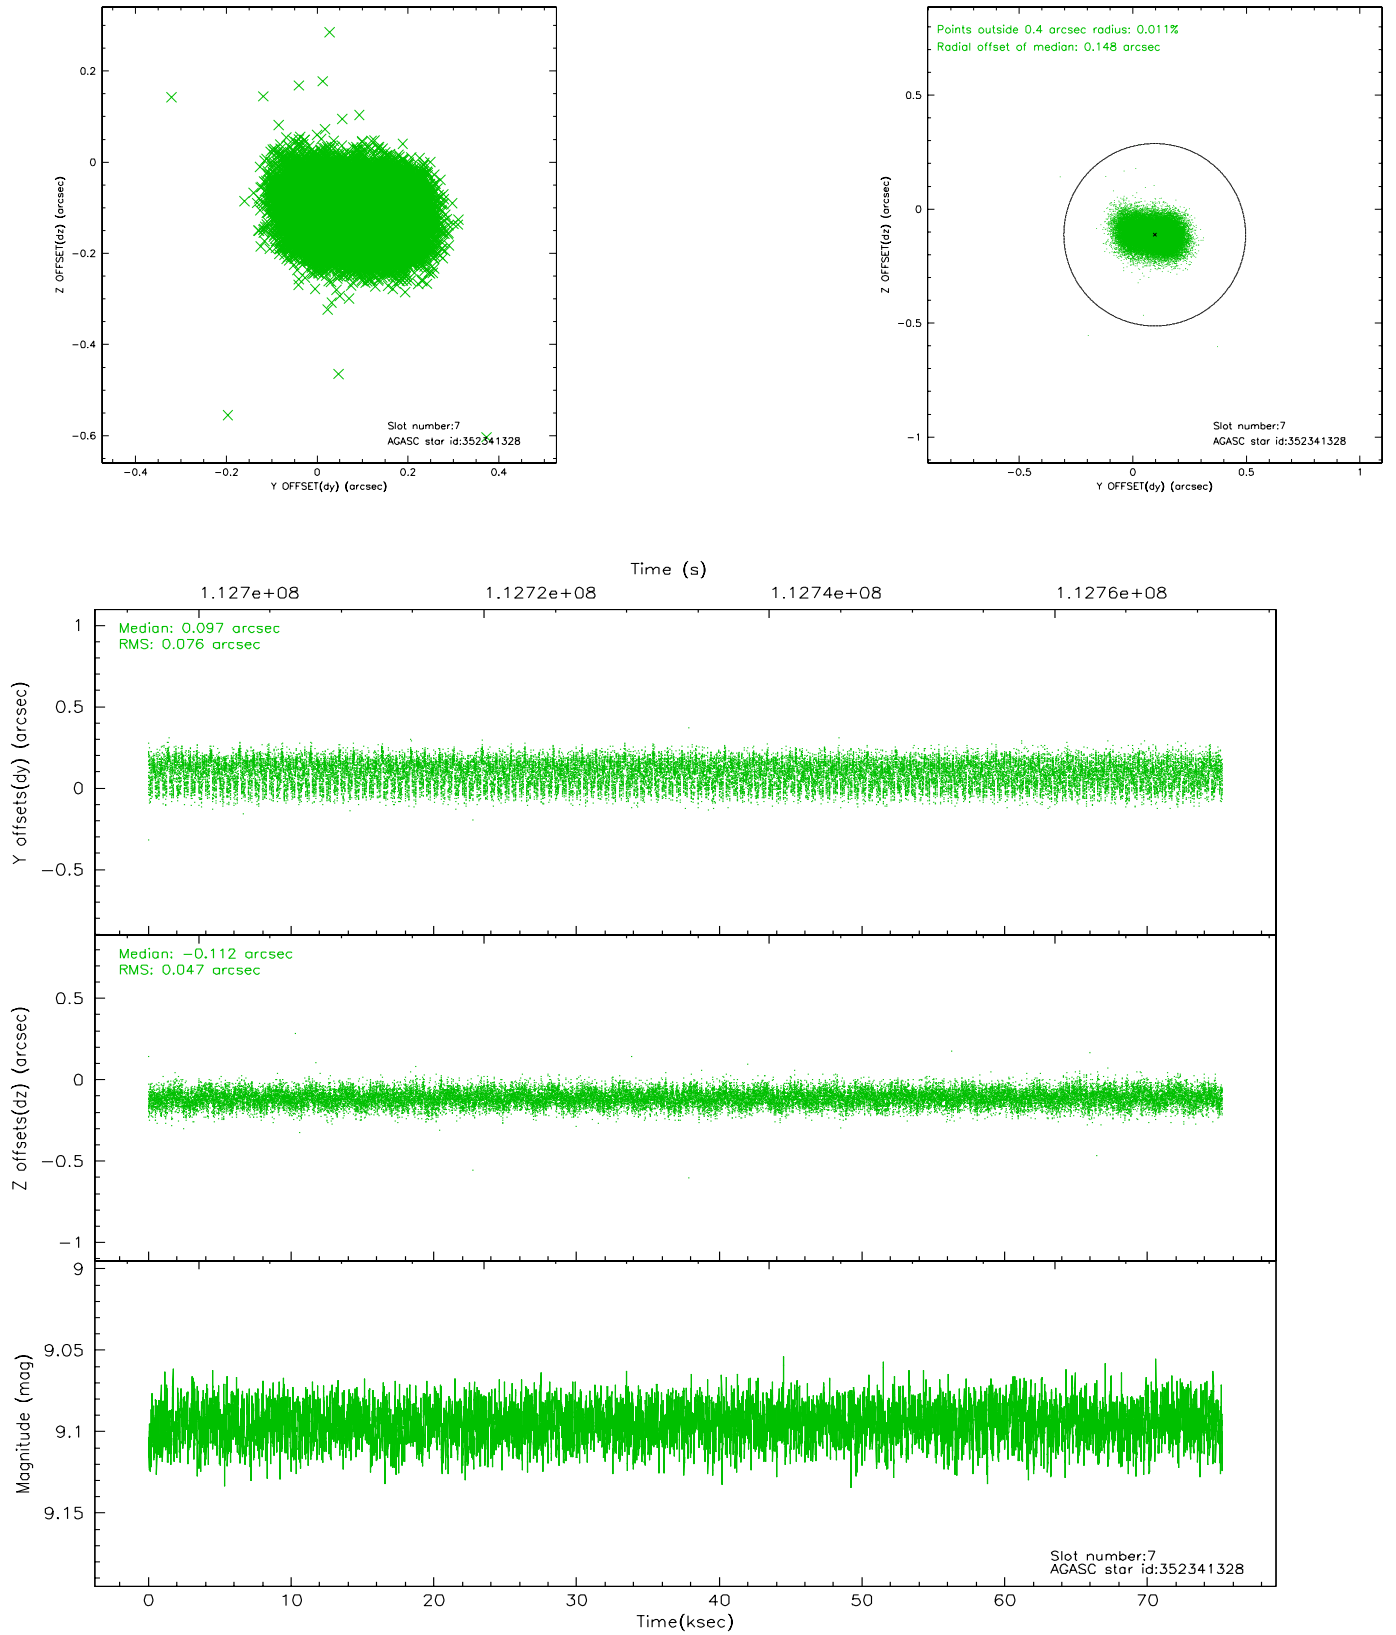 0.2
0
−0.2
−0.4
−0.6
Z OFFSET(dz) (arcsec)
Slot number:7
AGASC star id:352341328
−0.4 −0.2 0 0.2 0.4
Y OFFSET(dy) (arcsec)
Points outside 0.4 arcsec radius: 0.011%
Radial offset of median: 0.148 arcsec
0.5
0
−0.5
−1
Z OFFSET(dz) (arcsec)
Slot number:7
AGASC star id:352341328
−0.5 0 0.5 1
Y OFFSET(dy) (arcsec)
Time (s)
1.127e+08 1.1272e+08 1.1274e+08 1.1276e+08
Median: 0.097 arcsec
RMS: 0.076 arcsec
1
0.5
0
−0.5
Y offsets(dy) (arcsec)
Median: −0.112 arcsec
RMS: 0.047 arcsec
0.5
0
−0.5
−1
Z offsets(dz) (arcsec)
9
9.05
9.1
9.15
Magnitude (mag)
Slot number:7
AGASC star id:352341328
0 10 20 30 40 50 60 70
Time(ksec)